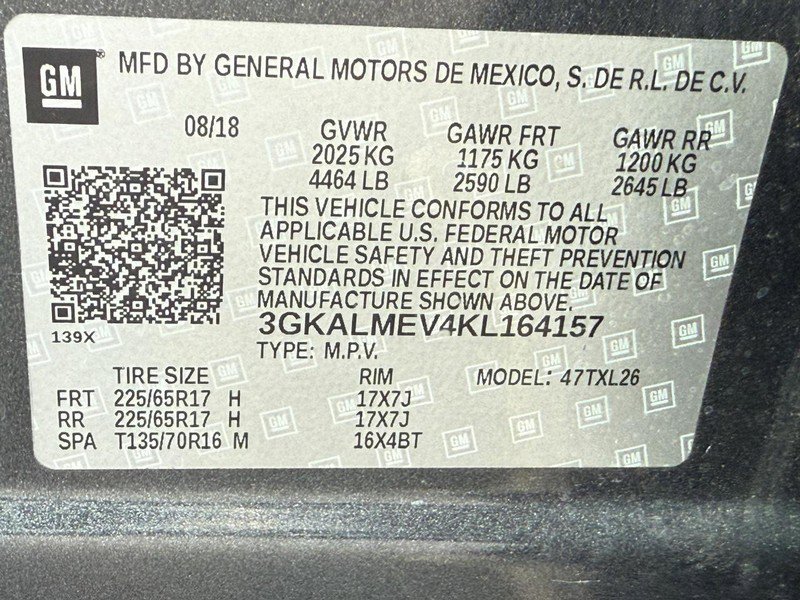 GM MFD BY GENERAL MOTORS DE MEXICO, S. DE R.L. DE C.V.
08/18 GVWR GAWR FRT GAWR RR
2025 KG 1175 KG 1200 KG
4464 LB 2590 LB 2645 LB
THIS VEHICLE CONFORMS TO ALL
APPLICABLE U.S. FEDERAL MOTOR
VEHICLE SAFETY AND THEFT PREVENTION
STANDARDS IN EFFECT ON THE DATE OF
MANUFACTURE SHOWN ABOVE.
3GKALMEV4KL164157
139X
TYPE: M.P.V.
TIRE SIZE RIM MODEL: 47TXL26
FRT 225/65R17 H 17X7J
RR 225/65R17 H 17X7J
SPA T135/70R16 M 16X4BT